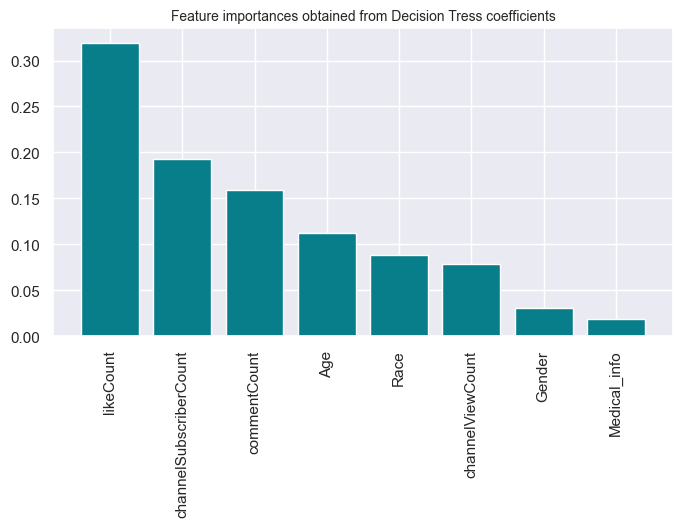 Feature importances obtained from Decision Tress coefficients
0.30
0.25
0.20
0.15
0.10
0.05
0.00
likeCount
channelSubscriberCount
commentCount
Age
Race
channelViewCount
Gender
Medical_info